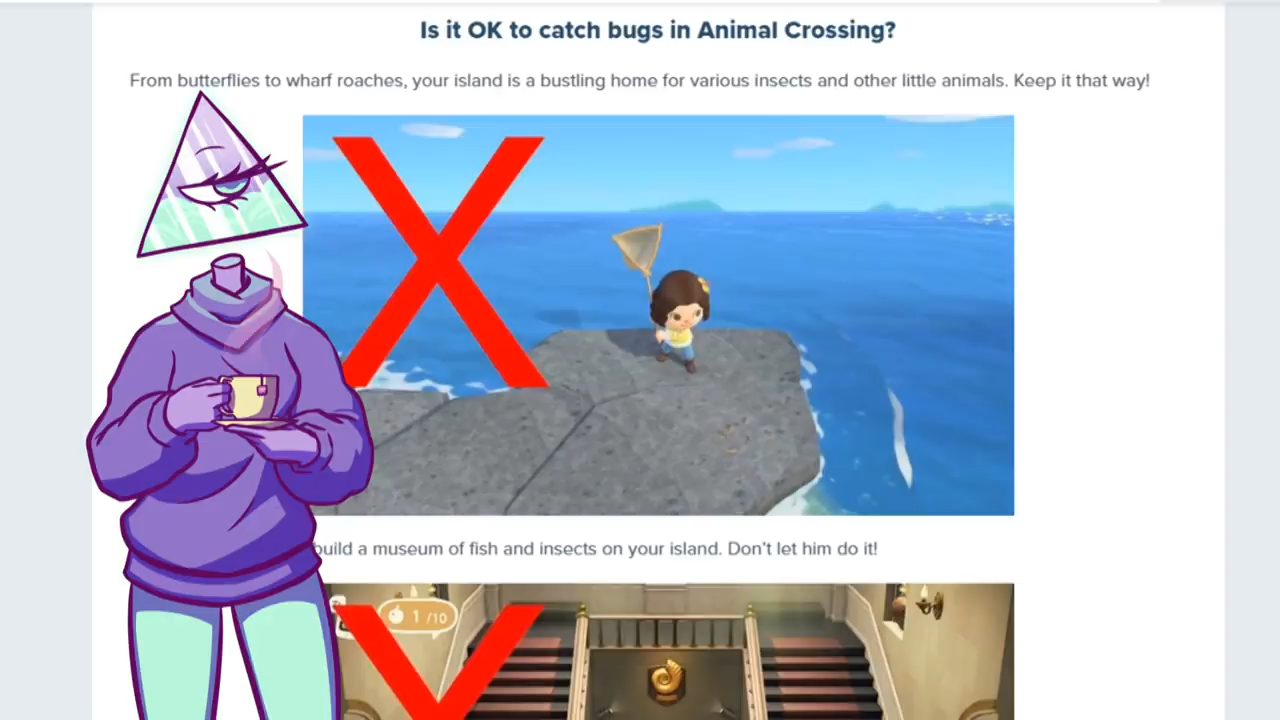 Is it OK to catch bugs in Animal Crossing?
From butterflies to wharf roaches, your island is a bustling home for various insects and other little animals. Keep it that way!
build a museum of fish and insects on your island. Don't let him do it!
1 /10